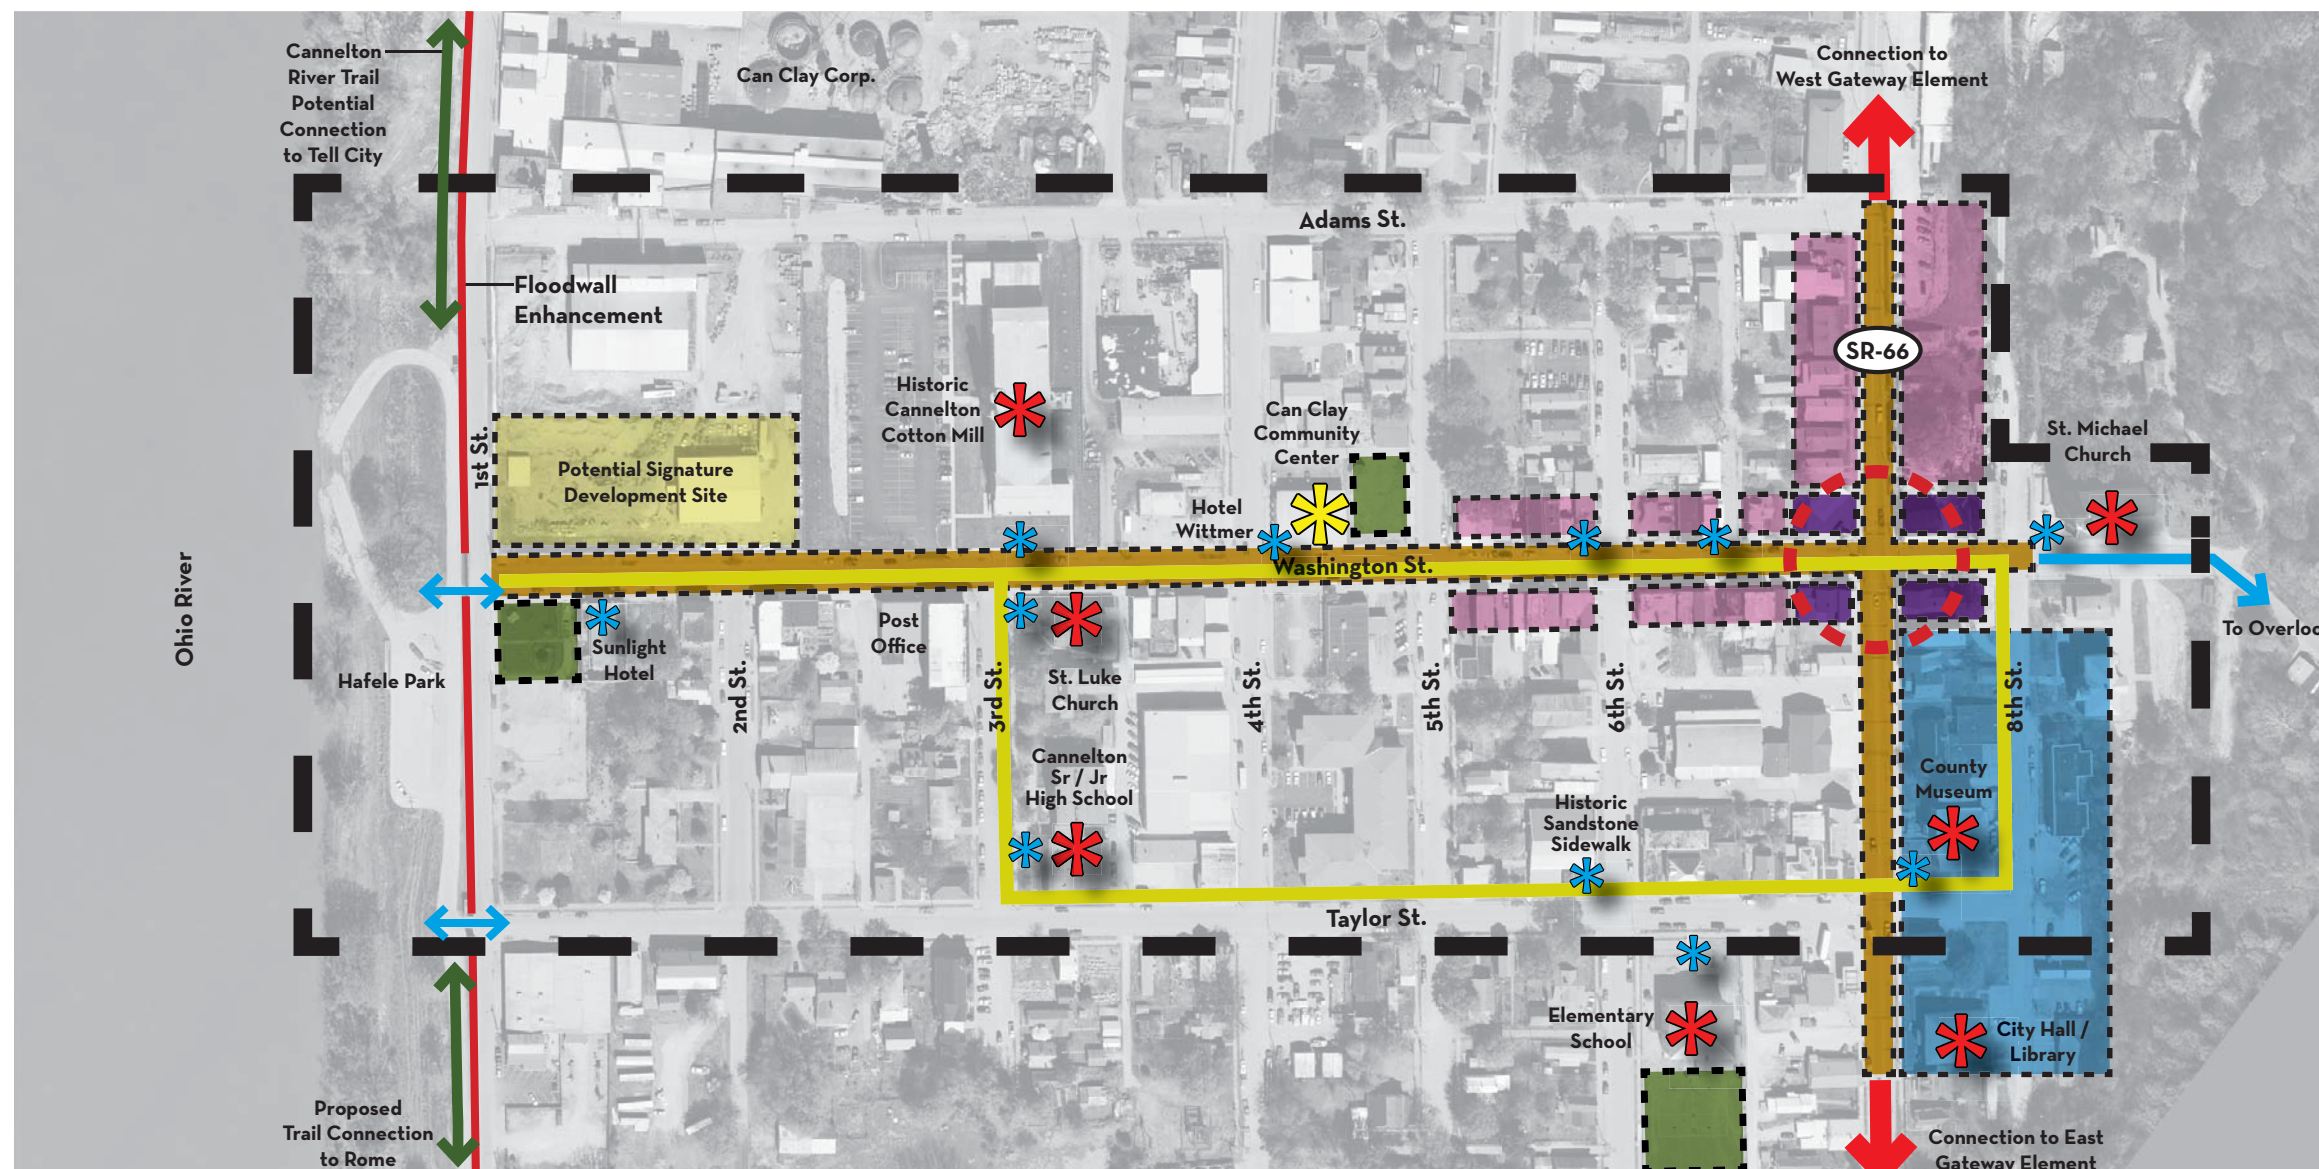 Cannelton
River Trail
Potential
Connection
to Tell City
Can Clay Corp.
Connection to
West Gateway Element
Adams St.
Floodwall
Enhancement
SR-66
Historic
Cannelton
Cotton Mill
Can Clay
Community
Center
St. Michael
Church
1st St.
Potential Signature
Development Site
Hotel
Wittmer
Washington St.
Ohio River
Hafele Park
Sunlight
Hotel
2nd St.
Post
Office
3rd St.
St. Luke
Church
4th St.
5th St.
6th St.
8th St.
To Overloo
Cannelton
Sr / Jr
High School
Historic
Sandstone
Sidewalk
County
Museum
Taylor St.
Elementary
School
City Hall /
Library
Proposed
Trail Connection
to Rome
Connection to East
Gateway Element